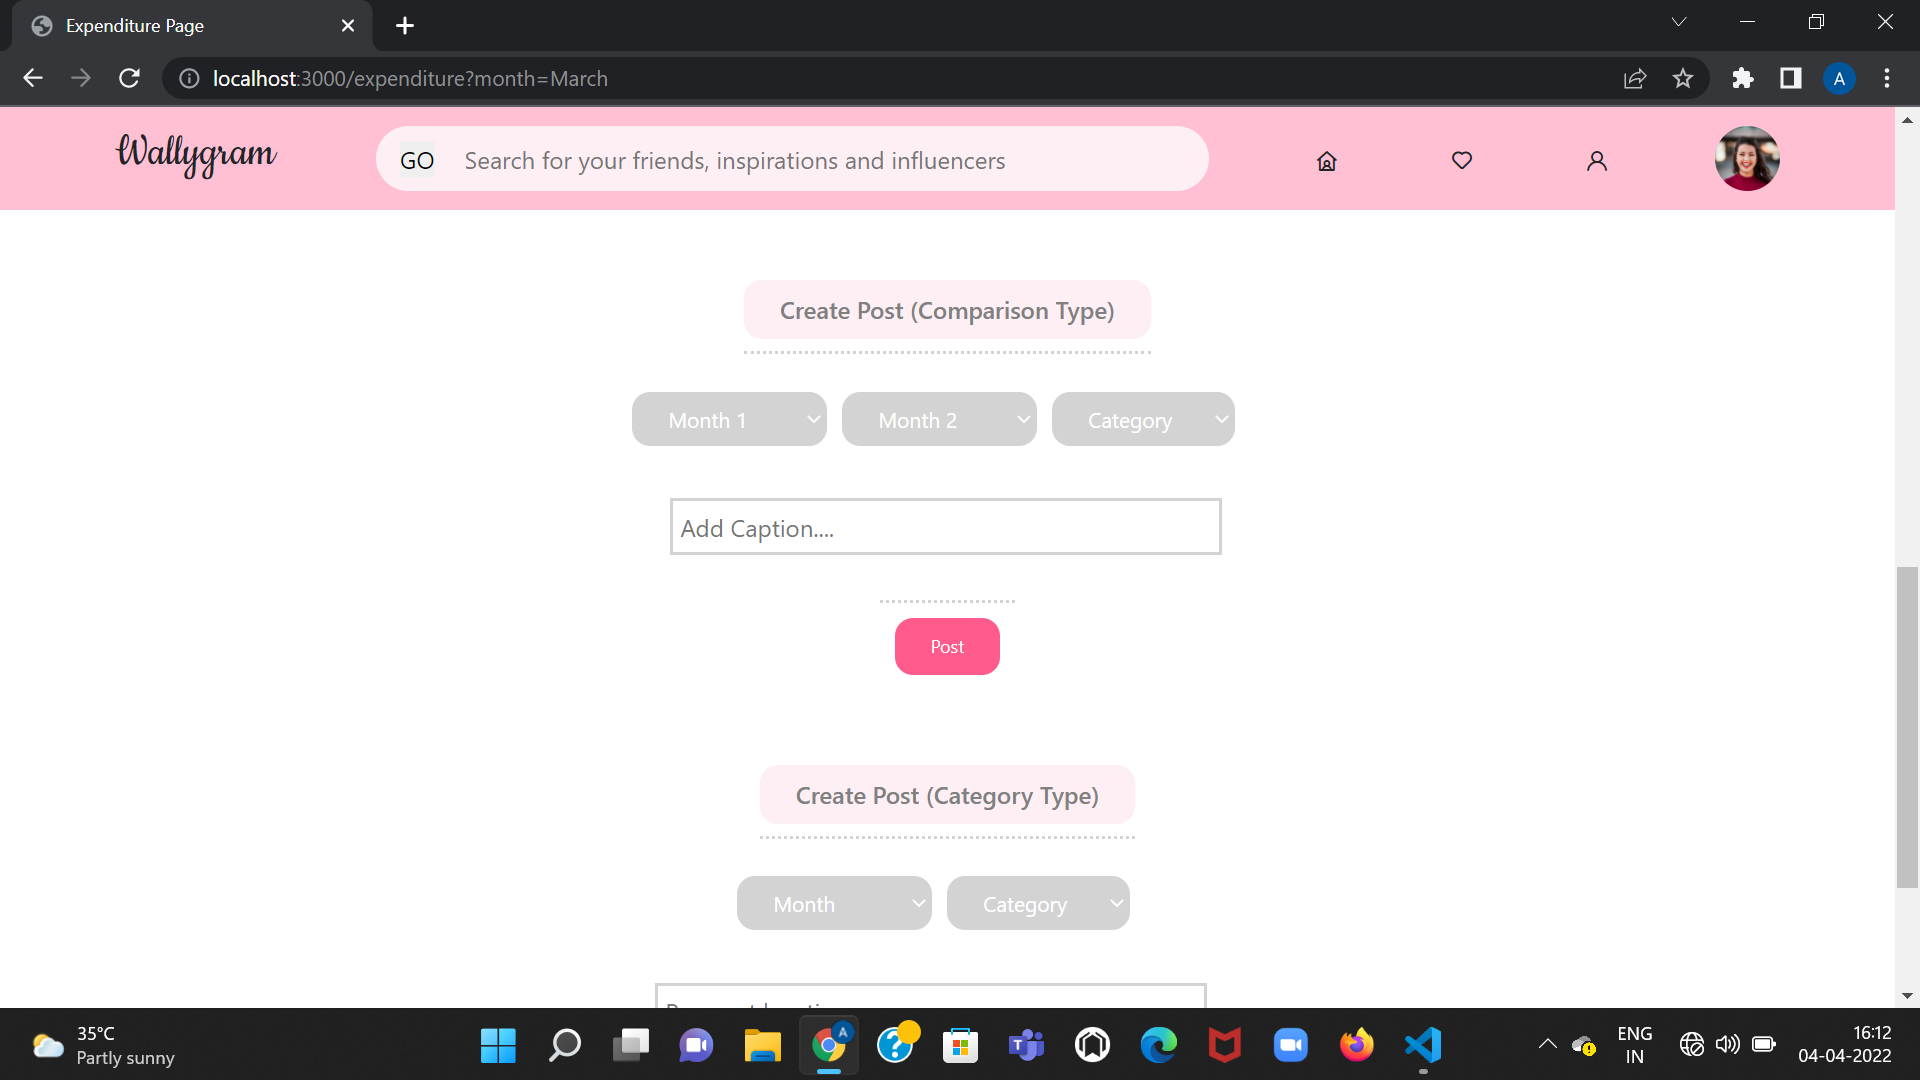 Expenditure Page
localhost:3000/expenditure?month=March
A
Wallygram
GO
Search for your friends, inspirations and influencers
Create Post (Comparison Type)
Month 1
Month 2
Category
Add Caption....
Post
Create Post (Category Type)
Month
Category
35°C
Partly sunny
A
T
ENG
IN
16:12
04-04-2022